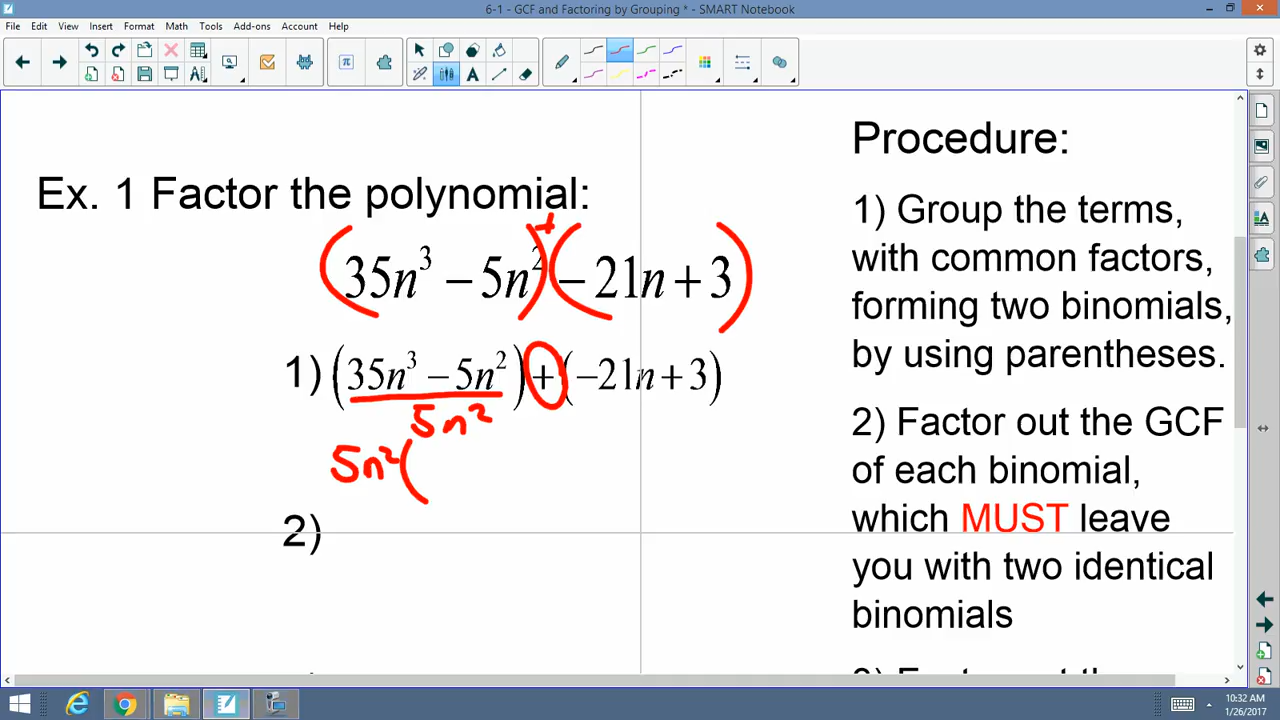 6-1 - GCF and Factoring by Grouping * - SMART Notebook
File Edit View Insert Format Math Tools Add-ons Account Help
Ex. 1 Factor the polynomial:
(35n³ − 5n²) + (− 21n + 3)
1) (35n³ − 5n²) + (−21n + 3)
5n²
5n²(
2)
Procedure:
1) Group the terms,
with common factors,
forming two binomials,
by using parentheses.
2) Factor out the GCF
of each binomial,
which MUST leave
you with two identical
binomials
10:32 AM
1/26/2017